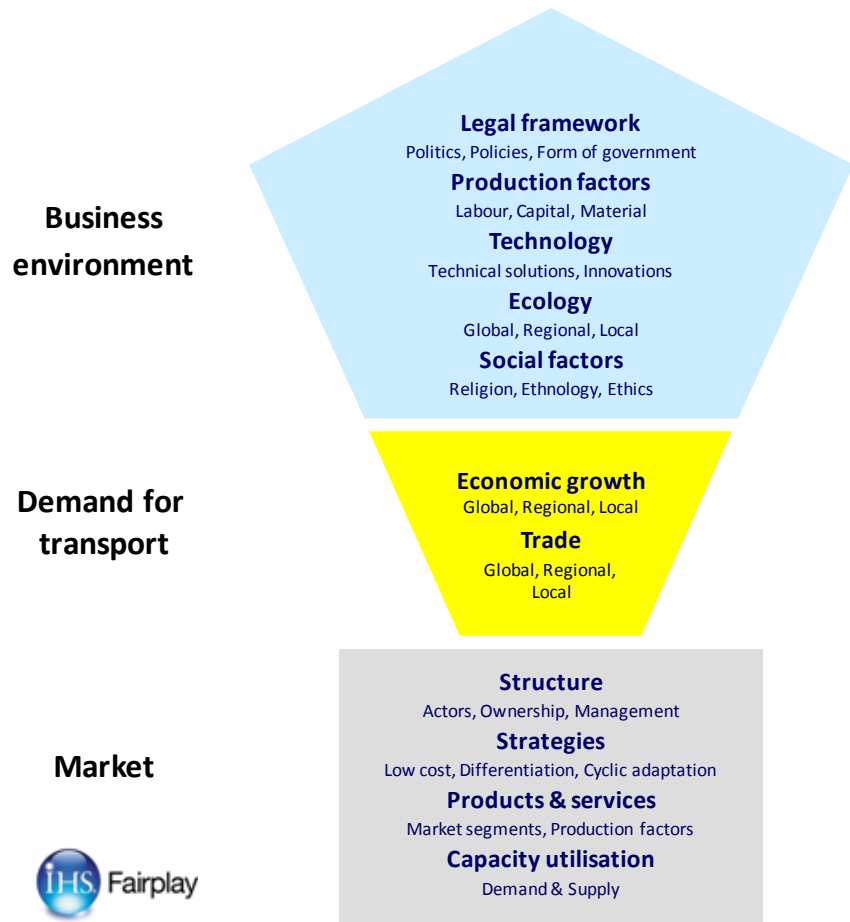 Business
environment
Legal framework
Politics, Policies, Form of government
Production factors
Labour, Capital, Material
Technology
Technical solutions, Innovations
Ecology
Global, Regional, Local
Social factors
Religion, Ethnology, Ethics
Demand for
transport
Economic growth
Global, Regional, Local
Trade
Global, Regional,
Local
Market
Structure
Actors, Ownership, Management
Strategies
Low cost, Differentiation, Cyclic adaptation
Products & services
Market segments, Production factors
Capacity utilisation
Demand & Supply
IHS Fairplay